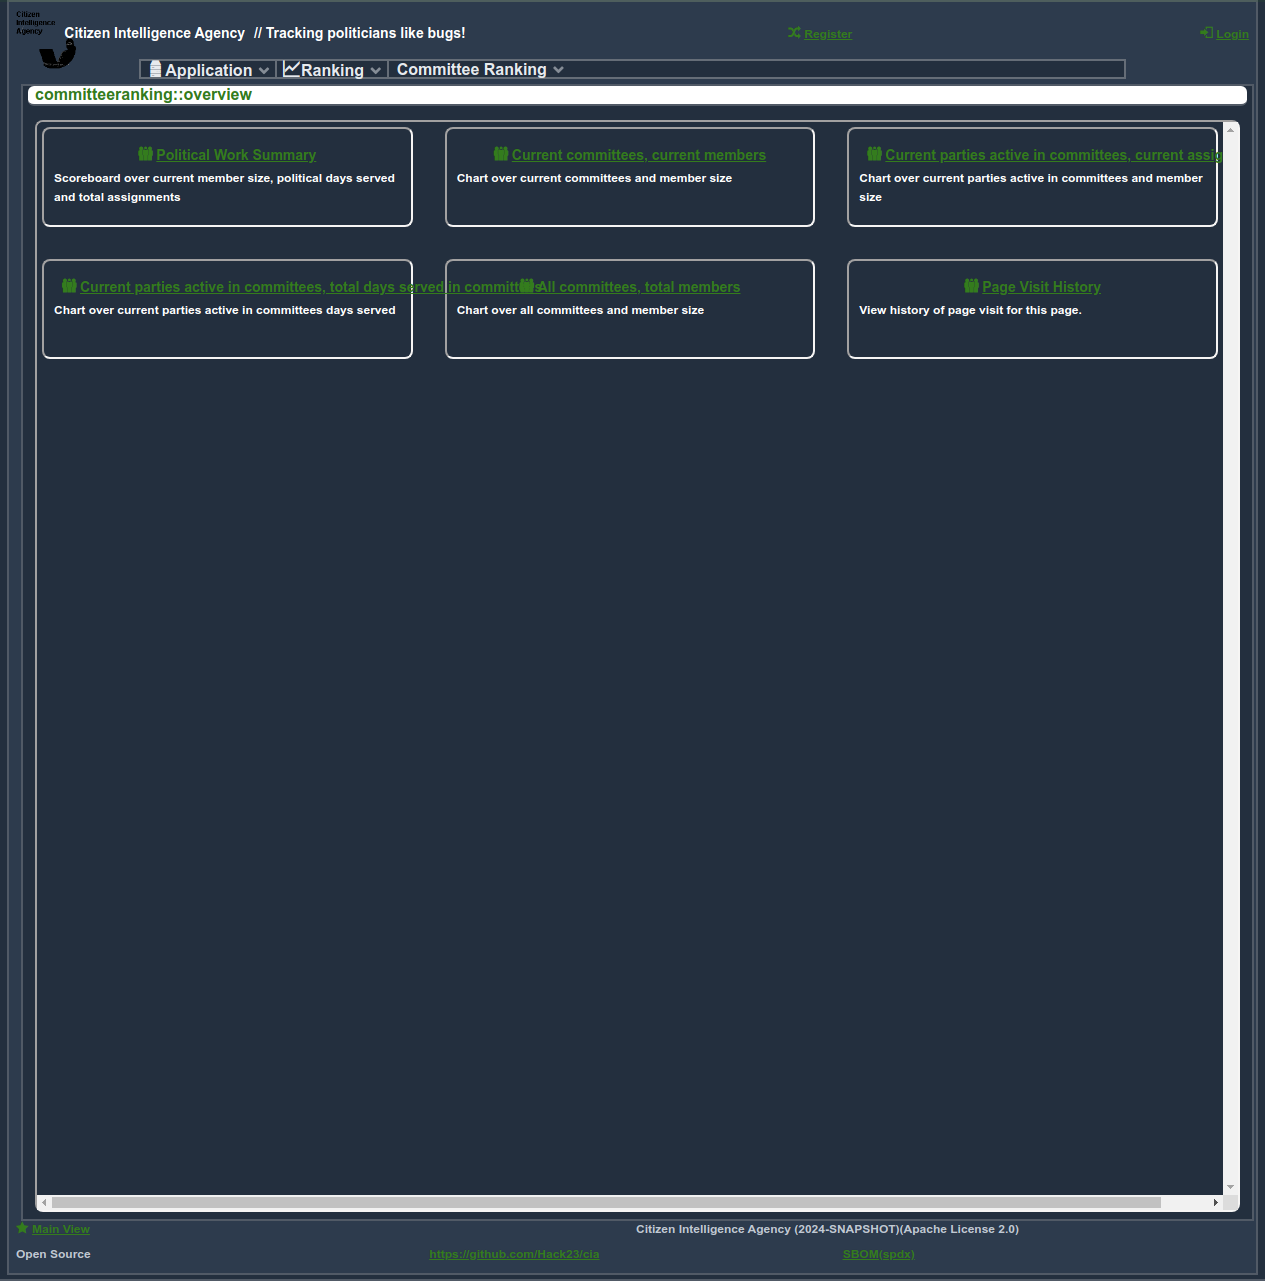 Citizen
Intelligence
Agency
Citizen Intelligence Agency // Tracking politicians like bugs!
Register
Login
Application
Ranking
Committee Ranking
committeeranking::overview
Political Work Summary
Scoreboard over current member size, political days served
and total assignments
Current committees, current members
Chart over current committees and member size
Current parties active in committees, current assig
Chart over current parties active in committees and member
size
Current parties active in committees, total days served in committees
Chart over current parties active in committees days served
All committees, total members
Chart over all committees and member size
Page Visit History
View history of page visit for this page.
Main View
Citizen Intelligence Agency (2024-SNAPSHOT)(Apache License 2.0)
Open Source
https://github.com/Hack23/cia
SBOM(spdx)